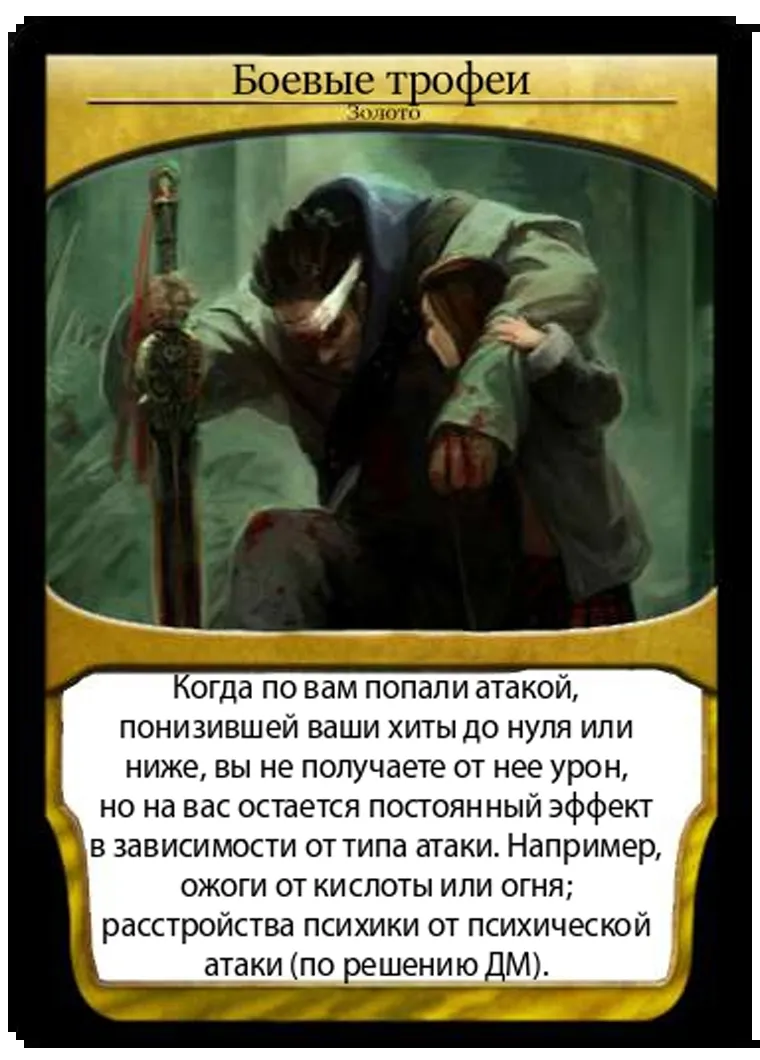 Боевые трофеи
Золото
Когда по вам попали атакой,
понизившей ваши хиты до нуля или
ниже, вы не получаете от нее урон,
но на вас остается постоянный эффект
в зависимости от типа атаки. Например,
ожоги от кислоты или огня;
расстройства психики от психической
атаки (по решению ДМ).